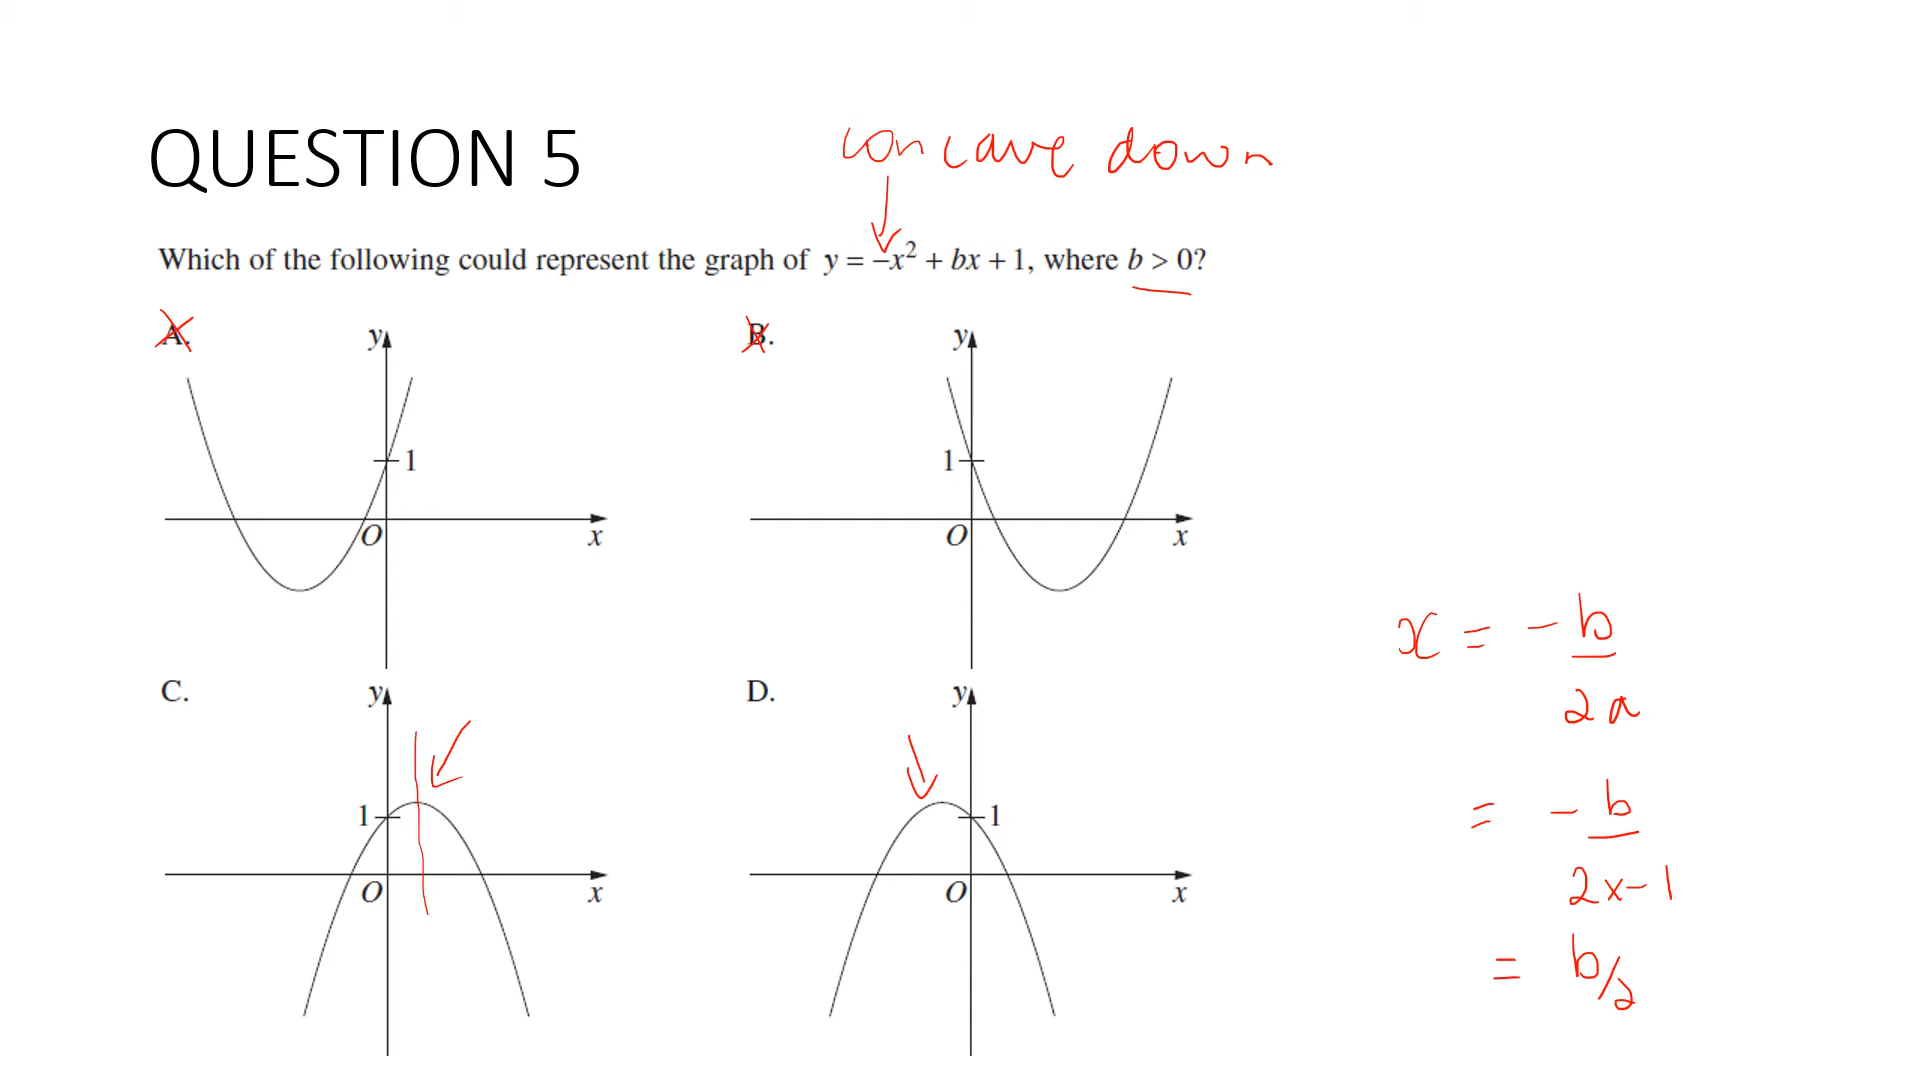 QUESTION 5
concave down
Which of the following could represent the graph of y = –x² + bx + 1, where b > 0?
A.
y
1
O
x
B.
y
1
O
x
C.
y
1
O
x
D.
y
1
O
x
x = - b
2a
= - b
2x-1
= b/2